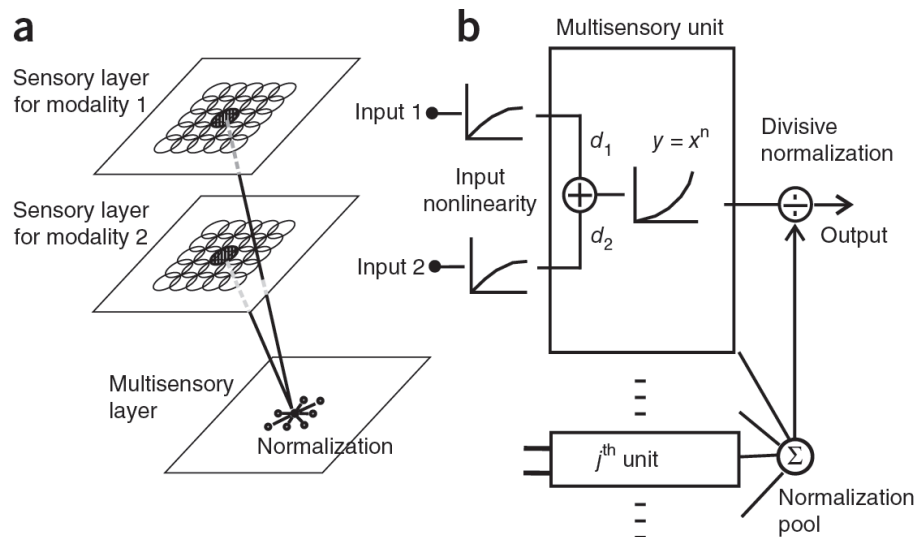 a
Sensory layer
for modality 1
Sensory layer
for modality 2
Multisensory
layer
Normalization
b
Multisensory unit
Input 1
Input
nonlinearity
Input 2
d1
d2
y = xⁿ
Divisive
normalization
Output
jᵗʰ unit
Σ
Normalization
pool